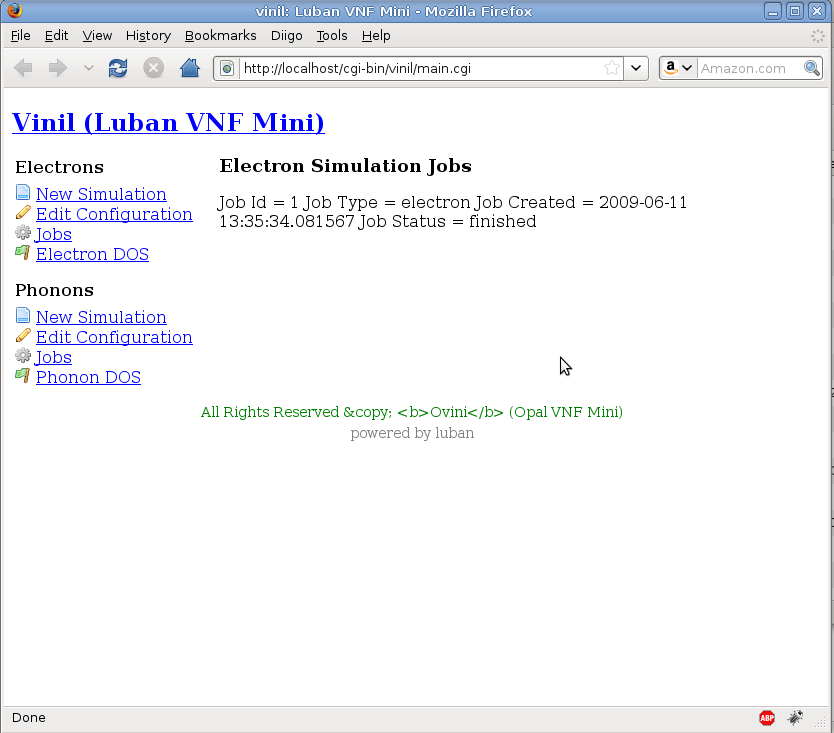 vinil: Luban VNF Mini - Mozilla Firefox
File Edit View History Bookmarks Diigo Tools Help
http://localhost/cgi-bin/vinil/main.cgi
a Amazon.com
Vinil (Luban VNF Mini)
Electrons
New Simulation
Edit Configuration
Jobs
Electron DOS
Phonons
New Simulation
Edit Configuration
Jobs
Phonon DOS
Electron Simulation Jobs
Job Id = 1 Job Type = electron Job Created = 2009-06-11
13:35:34.081567 Job Status = finished
All Rights Reserved &copy; <b>Ovini</b> (Opal VNF Mini)
powered by luban
Done
ABP